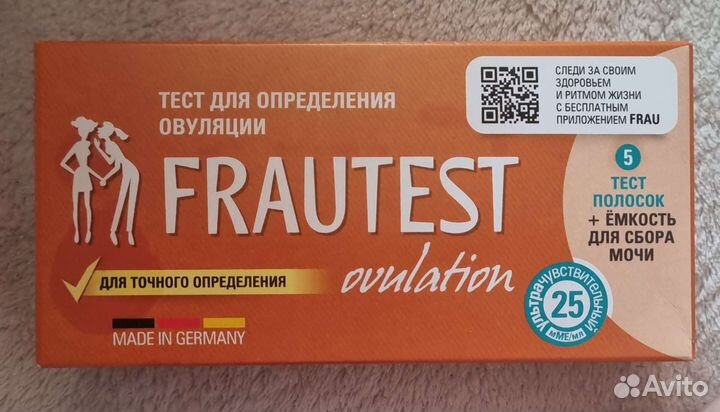 ТЕСТ ДЛЯ ОПРЕДЕЛЕНИЯ
ОВУЛЯЦИИ
FRAUTEST
ovulation
ДЛЯ ТОЧНОГО ОПРЕДЕЛЕНИЯ
MADE IN GERMANY
СЛЕДИ ЗА СВОИМ
ЗДОРОВЬЕМ
И РИТМОМ ЖИЗНИ
С БЕСПЛАТНЫМ
ПРИЛОЖЕНИЕМ FRAU
5
ТЕСТ
ПОЛОСОК
+ ЁМКОСТЬ
ДЛЯ СБОРА
МОЧИ
ультрачувствительный
25
мМЕ/мл
Avito